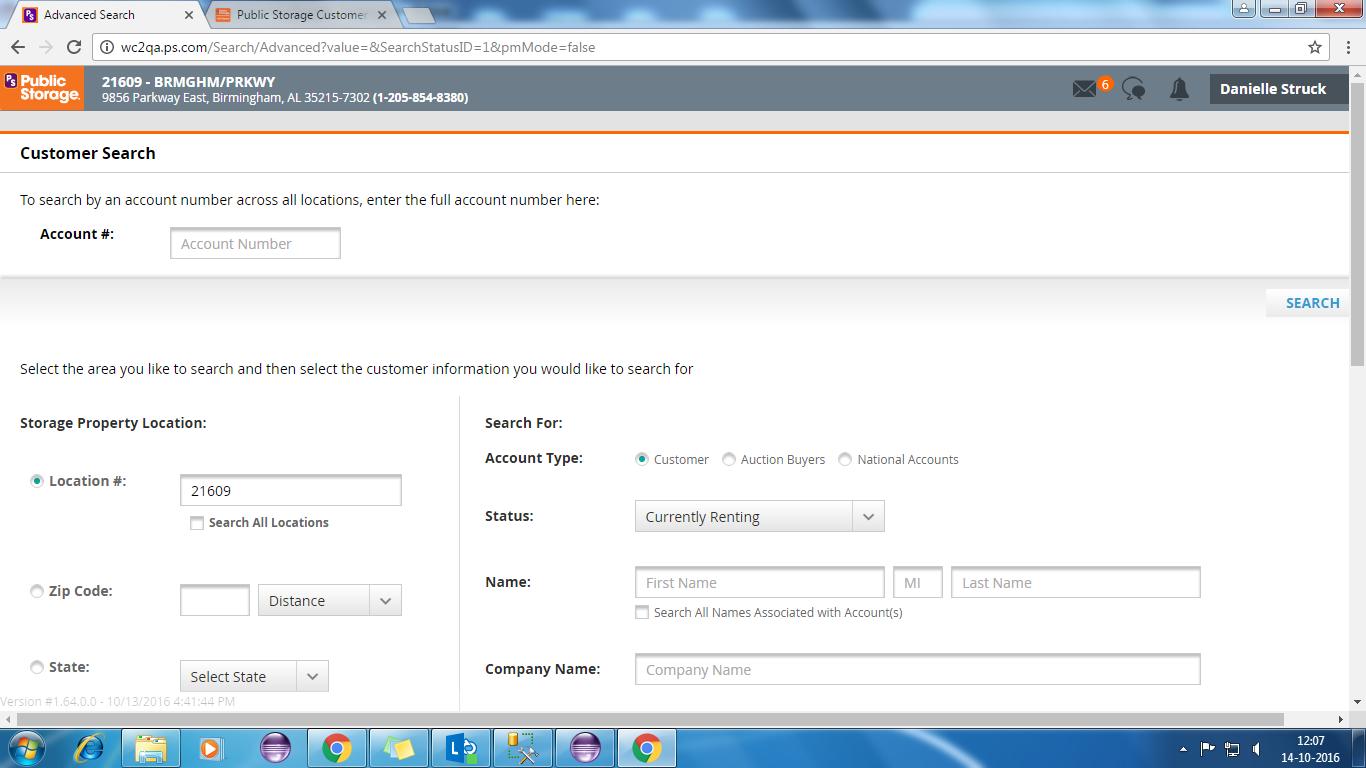 Advanced Search
Public Storage Customer
wc2qa.ps.com/Search/Advanced?value=&SearchStatusID=1&pmMode=false
PS Public Storage.
21609 - BRMGHM/PRKWY
9856 Parkway East, Birmingham, AL 35215-7302 (1-205-854-8380)
6
Danielle Struck
Customer Search
To search by an account number across all locations, enter the full account number here:
Account #:
Account Number
SEARCH
Select the area you like to search and then select the customer information you would like to search for
Storage Property Location:
Location #:
21609
Search All Locations
Zip Code:
Distance
State:
Select State
Search For:
Account Type:
Customer
Auction Buyers
National Accounts
Status:
Currently Renting
Name:
First Name
MI
Last Name
Search All Names Associated with Account(s)
Company Name:
Company Name
Version #1.64.0.0 - 10/13/2016 4:41:44 PM
12:07
14-10-2016